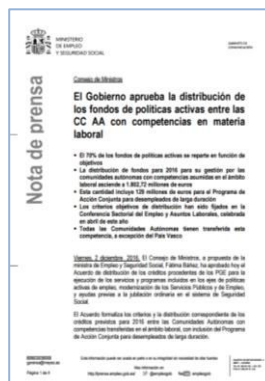 MINISTERIO
DE EMPLEO
Y SEGURIDAD SOCIAL
Nota de prensa
Consejo de Ministros
El Gobierno aprueba la distribución de
los fondos de políticas activas entre las
CC AA con competencias en materia
laboral
• El 70% de los fondos de políticas activas se reparte en función de
objetivos
• La distribución de fondos para 2016 para su gestión por las
comunidades autónomas con competencias asumidas en el ámbito
laboral asciende a 1.802,72 millones de euros
• Esta cantidad incluye 129 millones de euros para el Programa de
Acción Conjunta para desempleados de larga duración
• Los criterios objetivos de distribución han sido fijados en la
Conferencia Sectorial del Empleo y Asuntos Laborales, celebrada
en abril de este año
• Todas las Comunidades Autónomas tienen transferida esta
competencia, a excepción del País Vasco
Viernes, 2 diciembre, 2016. El Consejo de Ministros, a propuesta de la
ministra de Empleo y Seguridad Social, Fátima Báñez, ha aprobado hoy el
Acuerdo de distribución de los créditos procedentes de los PGE para la
ejecución de los servicios y programas incluidos en los ejes de políticas
activas de empleo, modernización de los Servicios Públicos de Empleo,
y ayudas previas a la jubilación ordinaria en el sistema de Seguridad
Social.
El Acuerdo formaliza los criterios y la distribución correspondiente de los
créditos previstos para 2016 entre las Comunidades Autónomas con
competencias transferidas en el ámbito laboral, con inclusión del Programa
de Acción Conjunta para desempleados de larga duración.